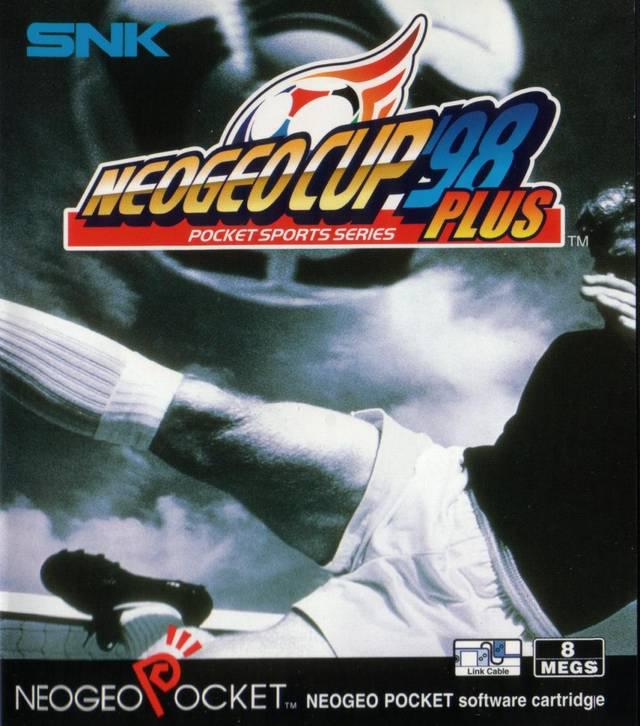 SNK
NEOGEO CUP '98
PLUS
POCKET SPORTS SERIES
TM
Link Cable
8
MEGS
NEOGEO POCKET TM
NEOGEO POCKET software cartridge